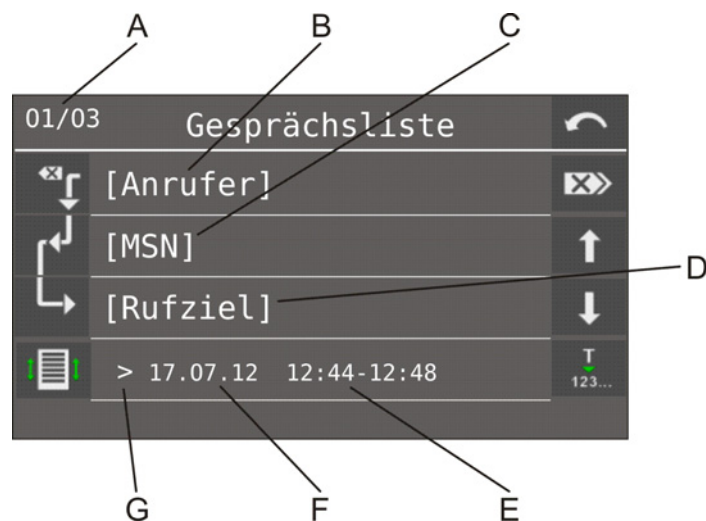 A B C
01/03 Gesprächsliste
[Anrufer]
[MSN]
[Rufziel]
D
> 17.07.12 12:44-12:48
T
123...
G F E